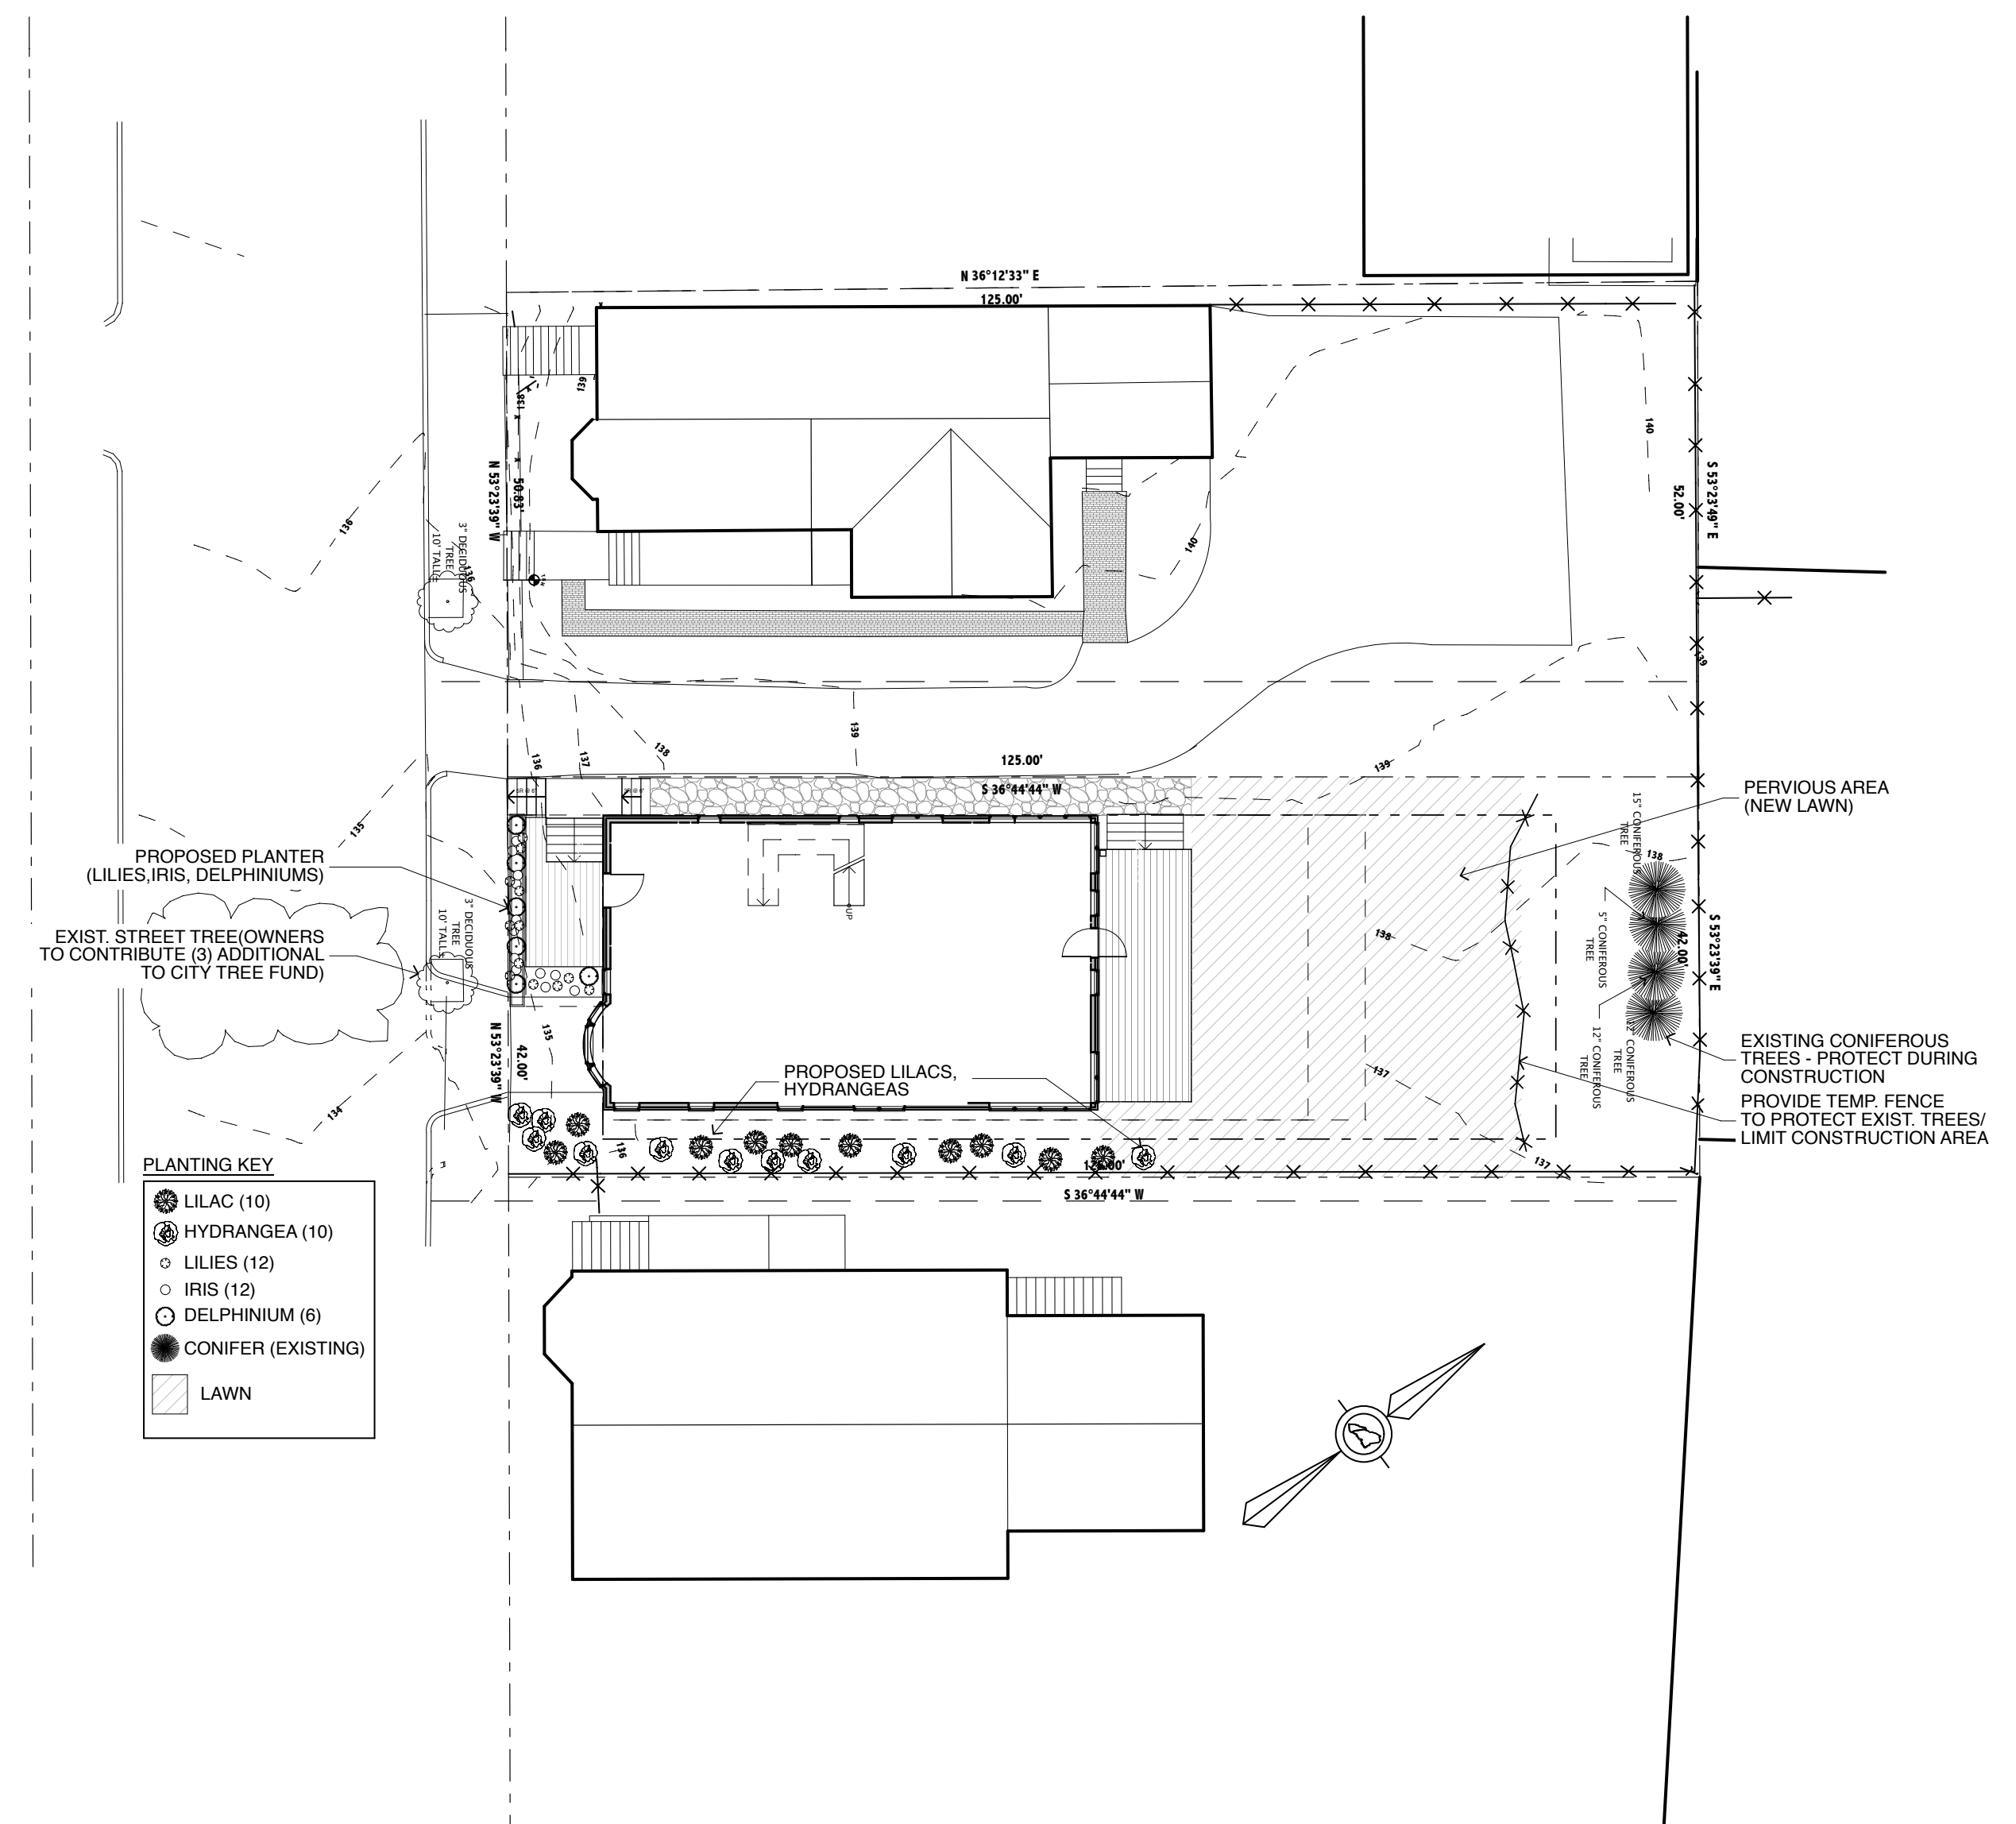 N 36°12'33" E
125.00'
139
138
N 53°23'39" W
50.83'
136
3" DECIDUOUS
TREE
10' TALL
136
140
140
S 53°23'49" E
52.00'
139
136
137
138
139
125.00'
S 36°44'44" W
139
PERVIOUS AREA
(NEW LAWN)
135
PROPOSED PLANTER
(LILIES,IRIS, DELPHINIUMS)
EXIST. STREET TREE(OWNERS
TO CONTRIBUTE (3) ADDITIONAL
TO CITY TREE FUND)
3" DECIDUOUS
TREE
10' TALL
UP
138
15" CONIFEROUS
TREE
138
5" CONIFEROUS
TREE
42.00'
S 53°23'39" E
12" CONIFEROUS
TREE
12" CONIFEROUS
TREE
EXISTING CONIFEROUS
TREES - PROTECT DURING
CONSTRUCTION
PROVIDE TEMP. FENCE
TO PROTECT EXIST. TREES/
LIMIT CONSTRUCTION AREA
N 53°23'39" W
42.00'
135
134
PROPOSED LILACS,
HYDRANGEAS
137
136
137
S 36°44'44" W
PLANTING KEY
LILAC (10)
HYDRANGEA (10)
LILIES (12)
IRIS (12)
DELPHINIUM (6)
CONIFER (EXISTING)
LAWN